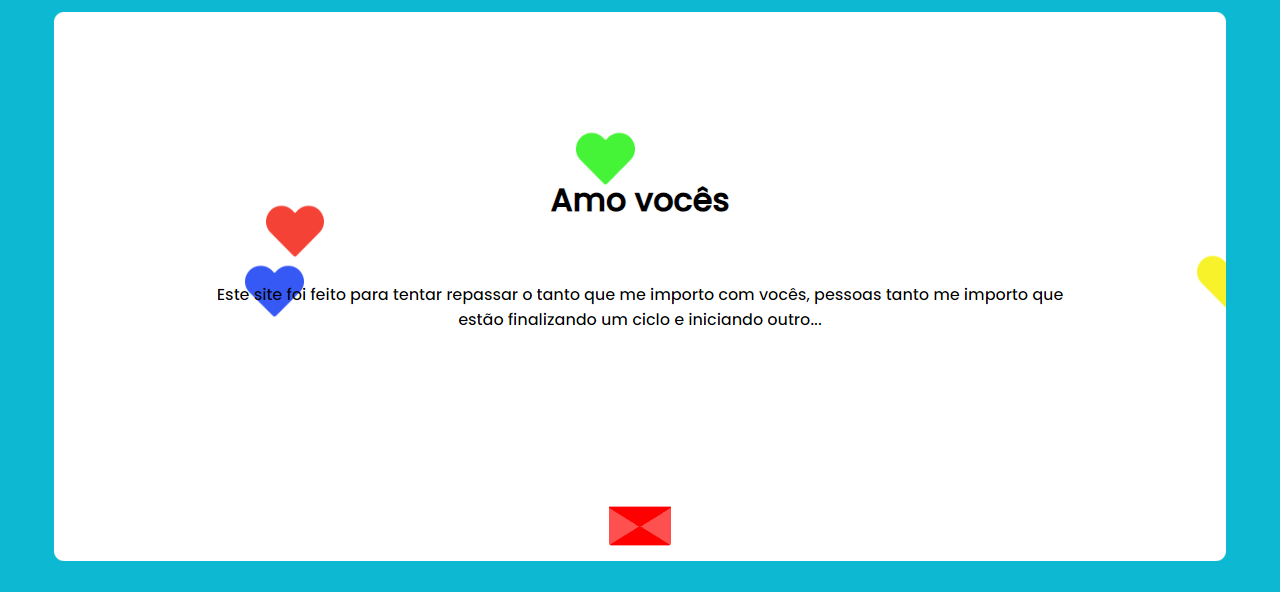 Amo vocês
Este site foi feito para tentar repassar o tanto que me importo com vocês, pessoas tanto me importo que
estão finalizando um ciclo e iniciando outro...